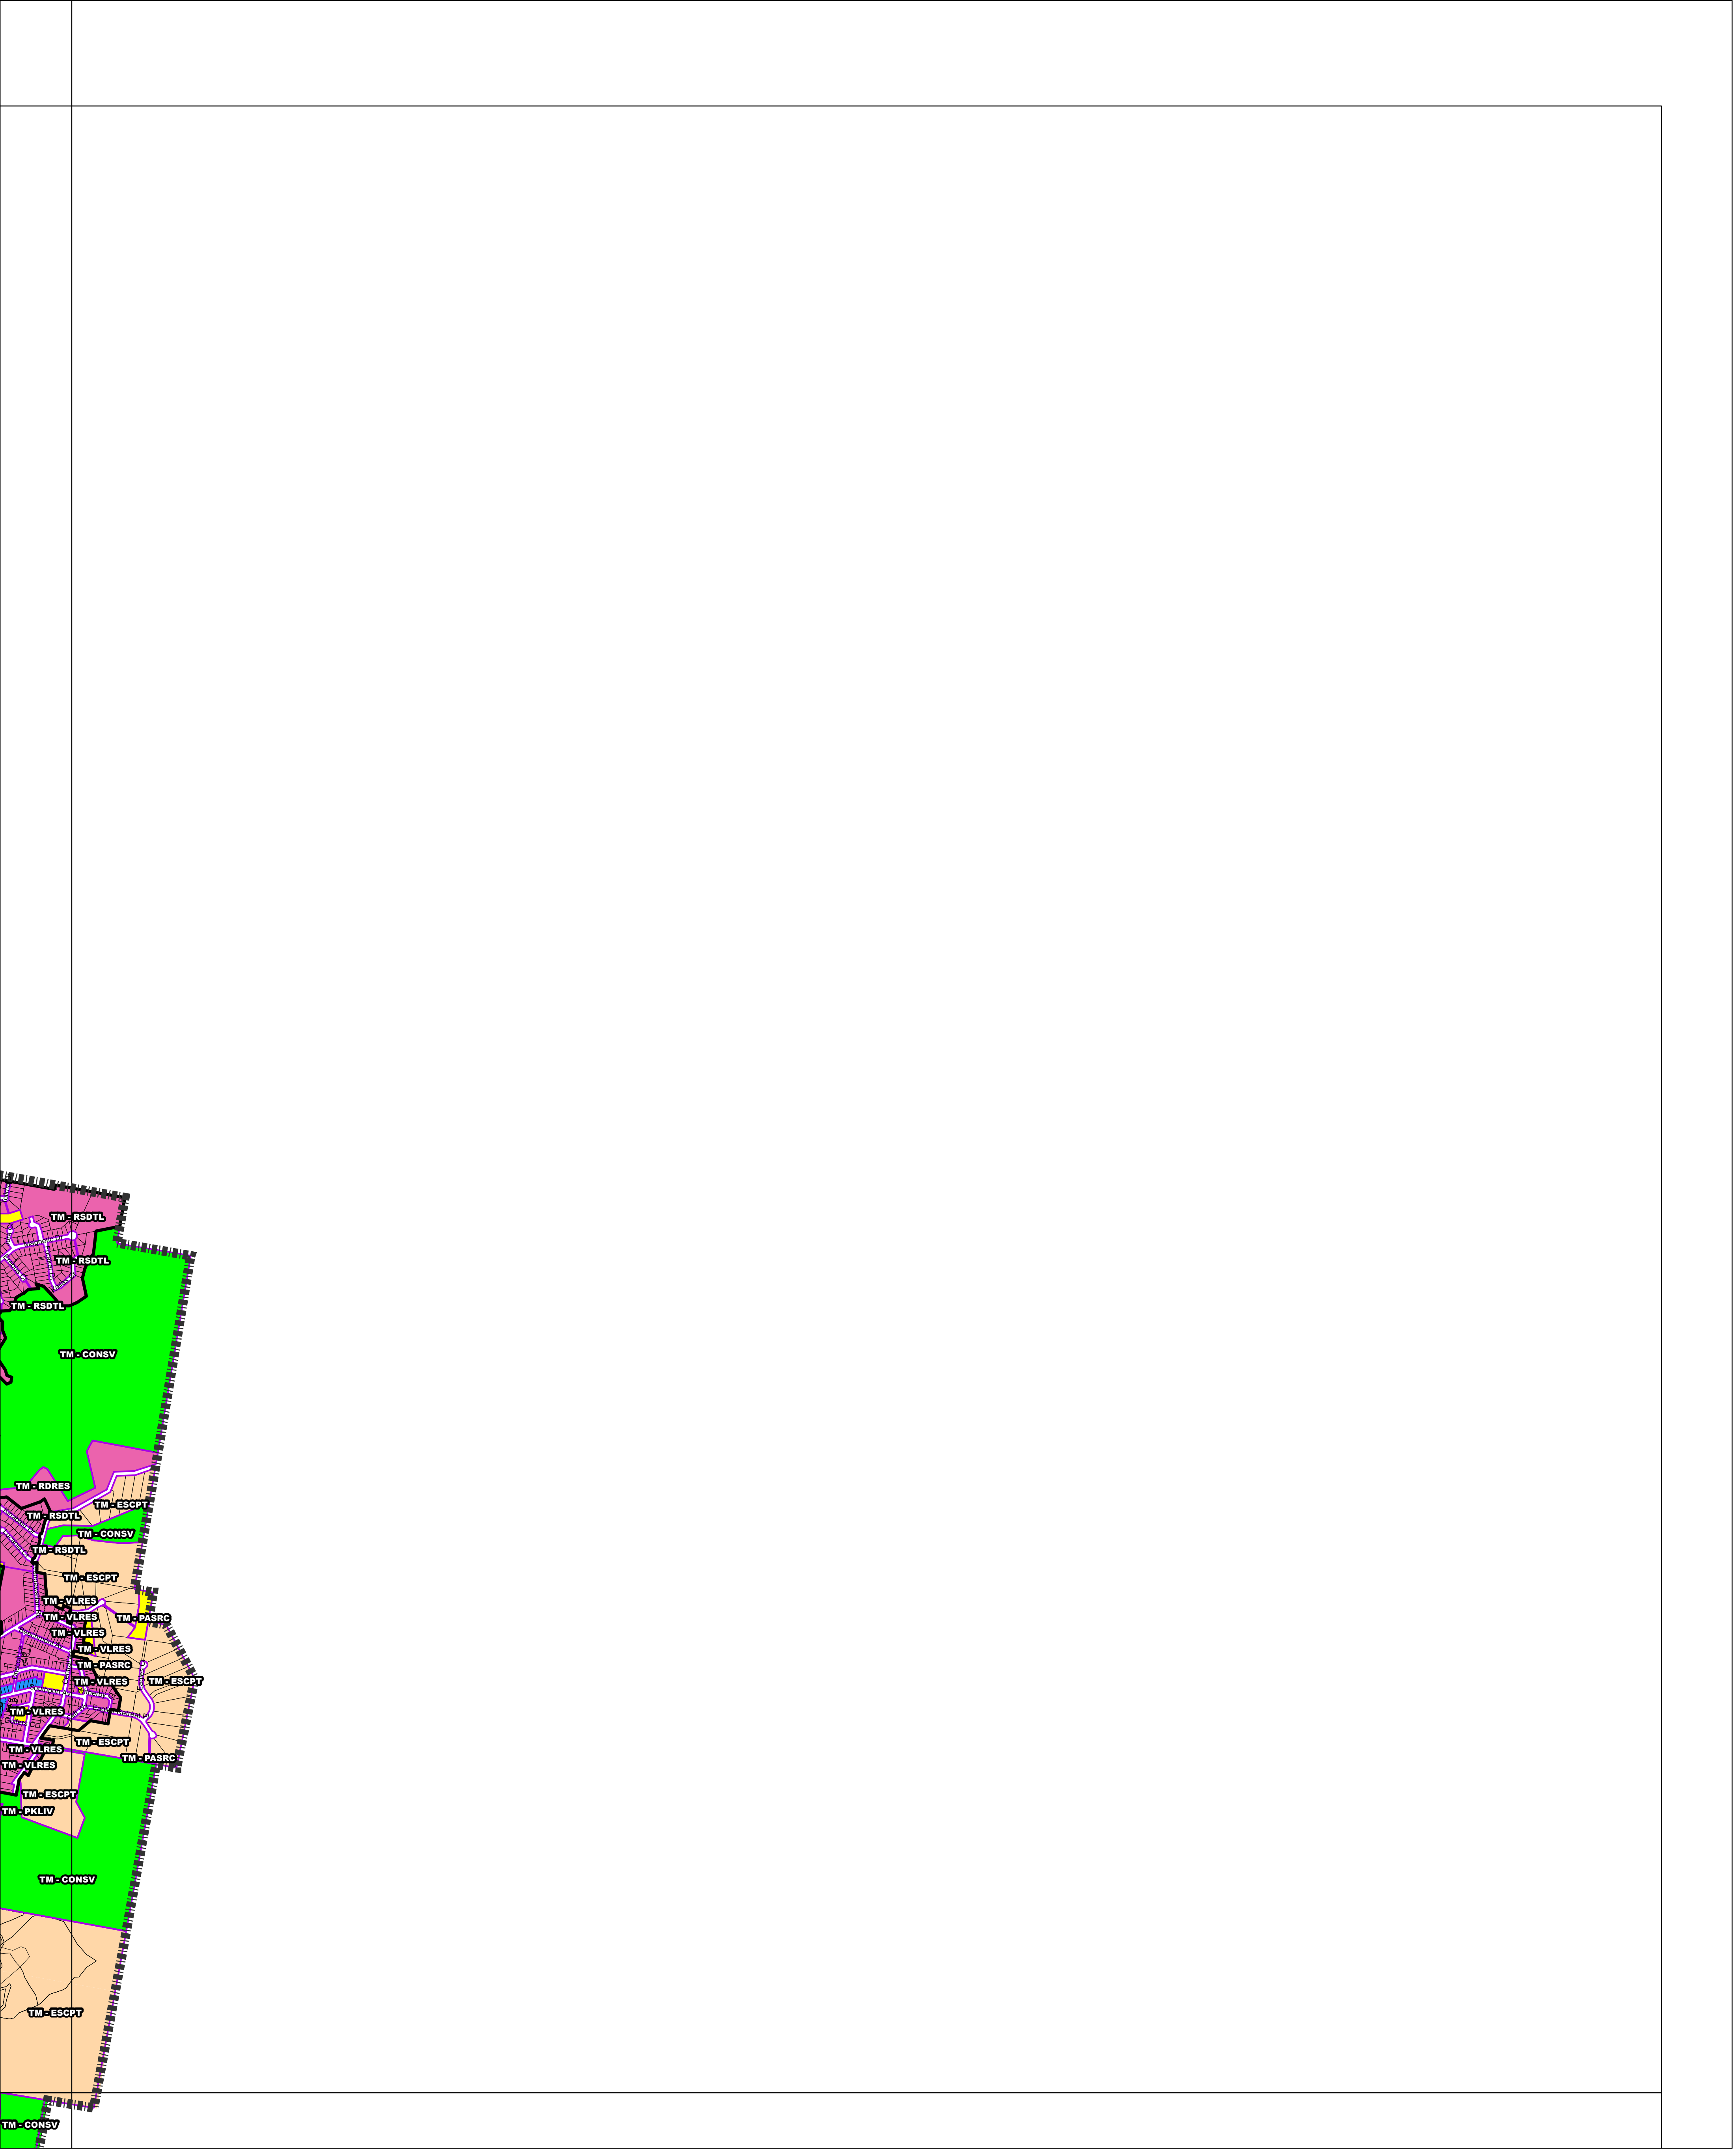 TM - RSDTL
TM - RSDTL
TM - RSDTL
TM - CONSV
TM - RDRES
TM - ESCPT
TM - RSDTL
TM - CONSV
TM - RSDTL
TM - ESCPT
TM - VLRES
TM - VLRES
TM - PASRC
TM - VLRES
TM - VLRES
TM - PASRC
TM - VLRES
TM - ESCPT
TM - VLRES
TM - ESCPT
TM - VLRES
TM - PASRC
TM - VLRES
TM - ESCPT
TM - PKLIV
TM - CONSV
TM - ESCPT
TM - CONSV